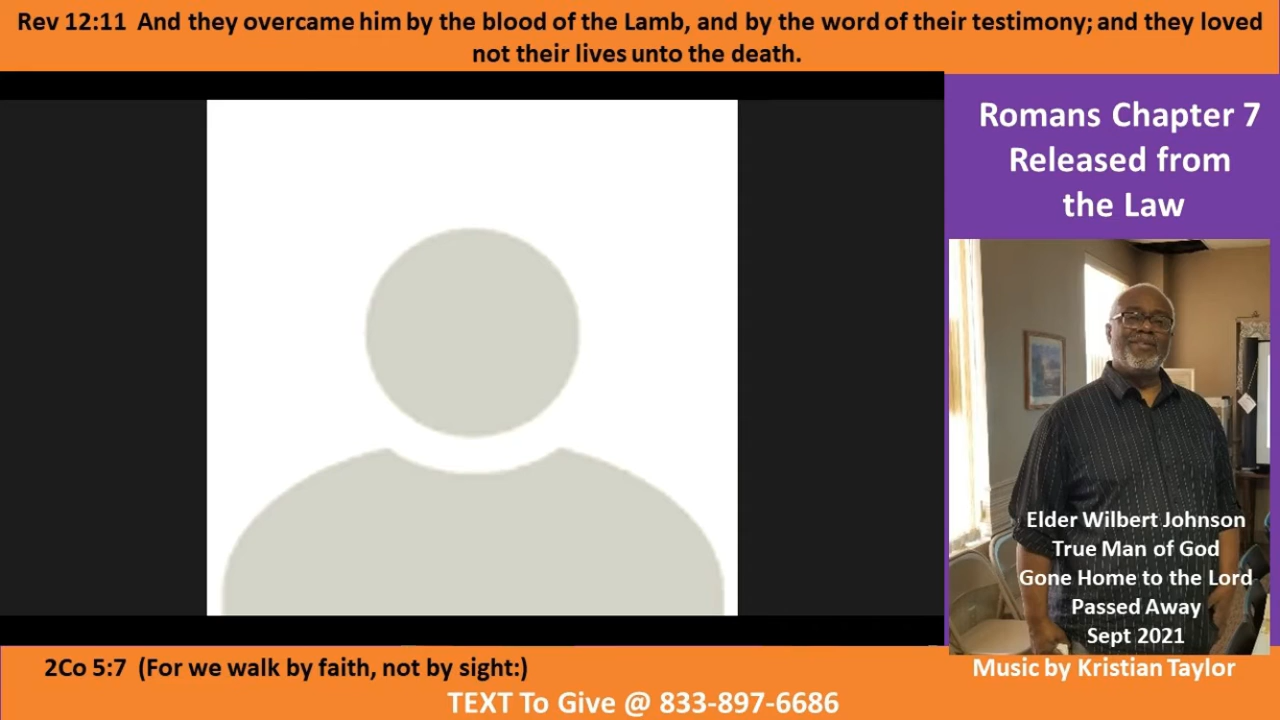 Rev 12:11 And they overcame him by the blood of the Lamb, and by the word of their testimony; and they loved
not their lives unto the death.
Romans Chapter 7
Released from
the Law
Elder Wilbert Johnson
True Man of God
Gone Home to the Lord
Passed Away
Sept 2021
2Co 5:7 (For we walk by faith, not by sight:)
Music by Kristian Taylor
TEXT To Give @ 833-897-6686